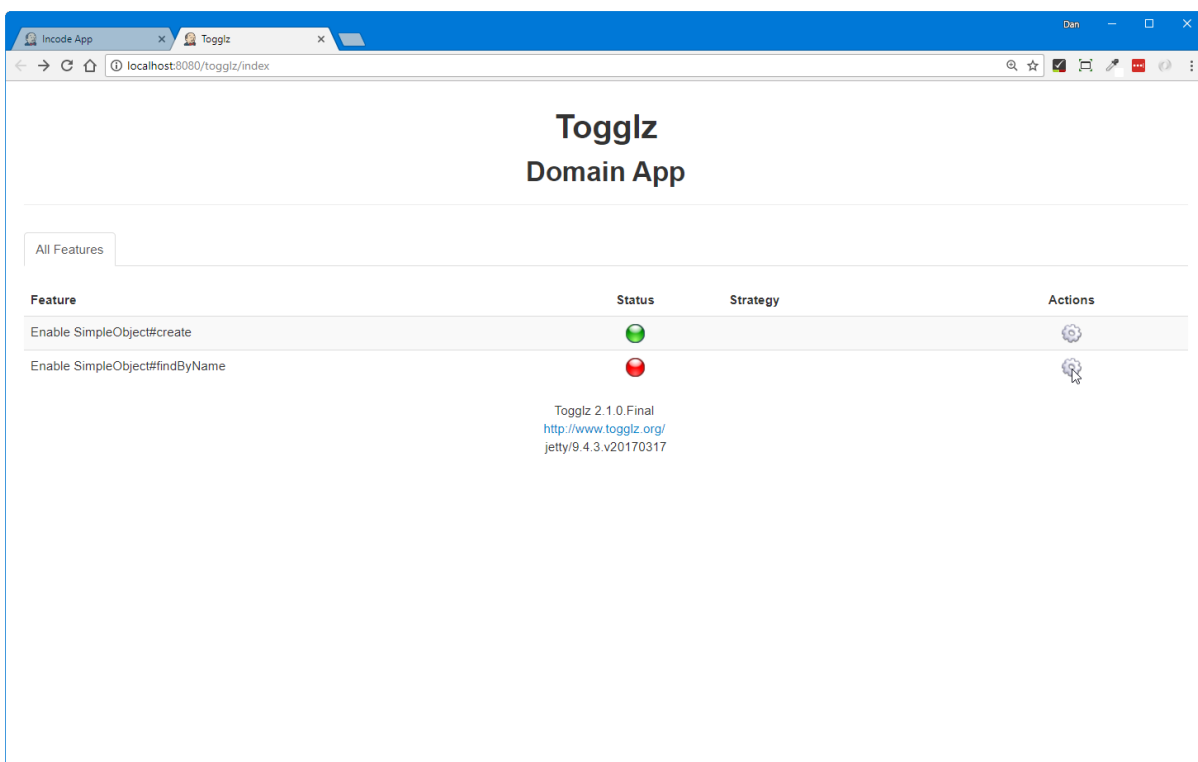 Dan
Incode App
Togglz
localhost:8080/togglz/index
Togglz
Domain App
All Features
Feature Status Strategy Actions
Enable SimpleObject#create
Enable SimpleObject#findByName
Togglz 2.1.0.Final
http://www.togglz.org/
jetty/9.4.3.v20170317